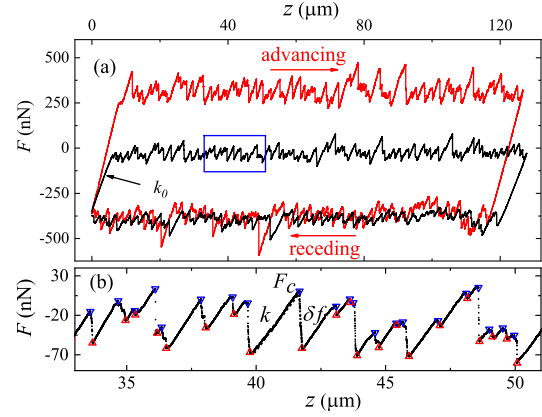 z (μm)
0 40 80 120
500 (a) advancing
250
F (nN) 0
k₀
-250
-500 receding
30 (b) F_C
F (nN) -20 k δf
-70
35 40 45 50
z (μm)